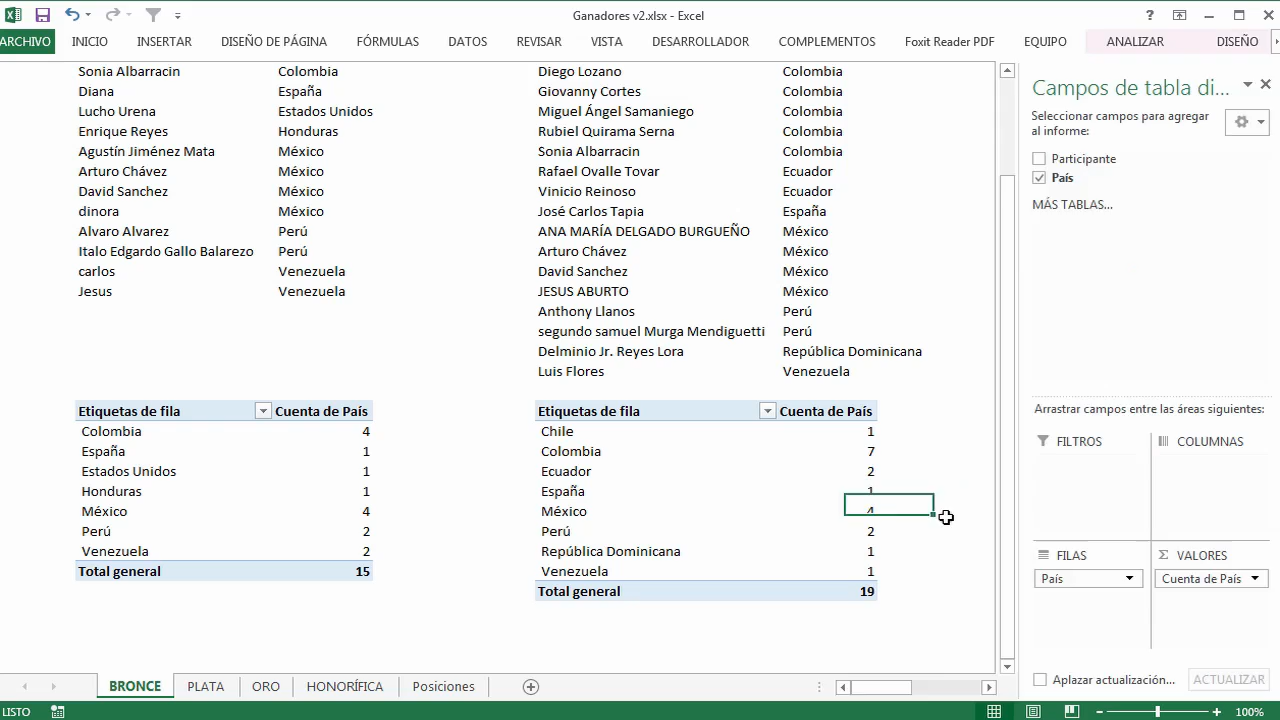 Ganadores v2.xlsx - Excel
ARCHIVO INICIO INSERTAR DISEÑO DE PÁGINA FÓRMULAS DATOS REVISAR VISTA DESARROLLADOR COMPLEMENTOS Foxit Reader PDF EQUIPO ANALIZAR DISEÑO
Sonia Albarracin Colombia
Diana España
Lucho Urena Estados Unidos
Enrique Reyes Honduras
Agustín Jiménez Mata México
Arturo Chávez México
David Sanchez México
dinora México
Alvaro Alvarez Perú
Italo Edgardo Gallo Balarezo Perú
carlos Venezuela
Jesus Venezuela
Diego Lozano Colombia
Giovanny Cortes Colombia
Miguel Ángel Samaniego Colombia
Rubiel Quirama Serna Colombia
Sonia Albarracin Colombia
Rafael Ovalle Tovar Ecuador
Vinicio Reinoso Ecuador
José Carlos Tapia España
ANA MARÍA DELGADO BURGUEÑO México
Arturo Chávez México
David Sanchez México
JESUS ABURTO México
Anthony Llanos Perú
segundo samuel Murga Mendiguetti Perú
Delminio Jr. Reyes Lora República Dominicana
Luis Flores Venezuela
Etiquetas de fila Cuenta de País
Colombia 4
España 1
Estados Unidos 1
Honduras 1
México 4
Perú 2
Venezuela 2
Total general 15
Etiquetas de fila Cuenta de País
Chile 1
Colombia 7
Ecuador 2
España 1
México 4
Perú 2
República Dominicana 1
Venezuela 1
Total general 19
Campos de tabla di...
Seleccionar campos para agregar
al informe:
Participante
País
MÁS TABLAS...
Arrastrar campos entre las áreas siguientes:
FILTROS COLUMNAS
FILAS Σ VALORES
País Cuenta de País
Aplazar actualización... ACTUALIZAR
BRONCE PLATA ORO HONORÍFICA Posiciones
LISTO 100%